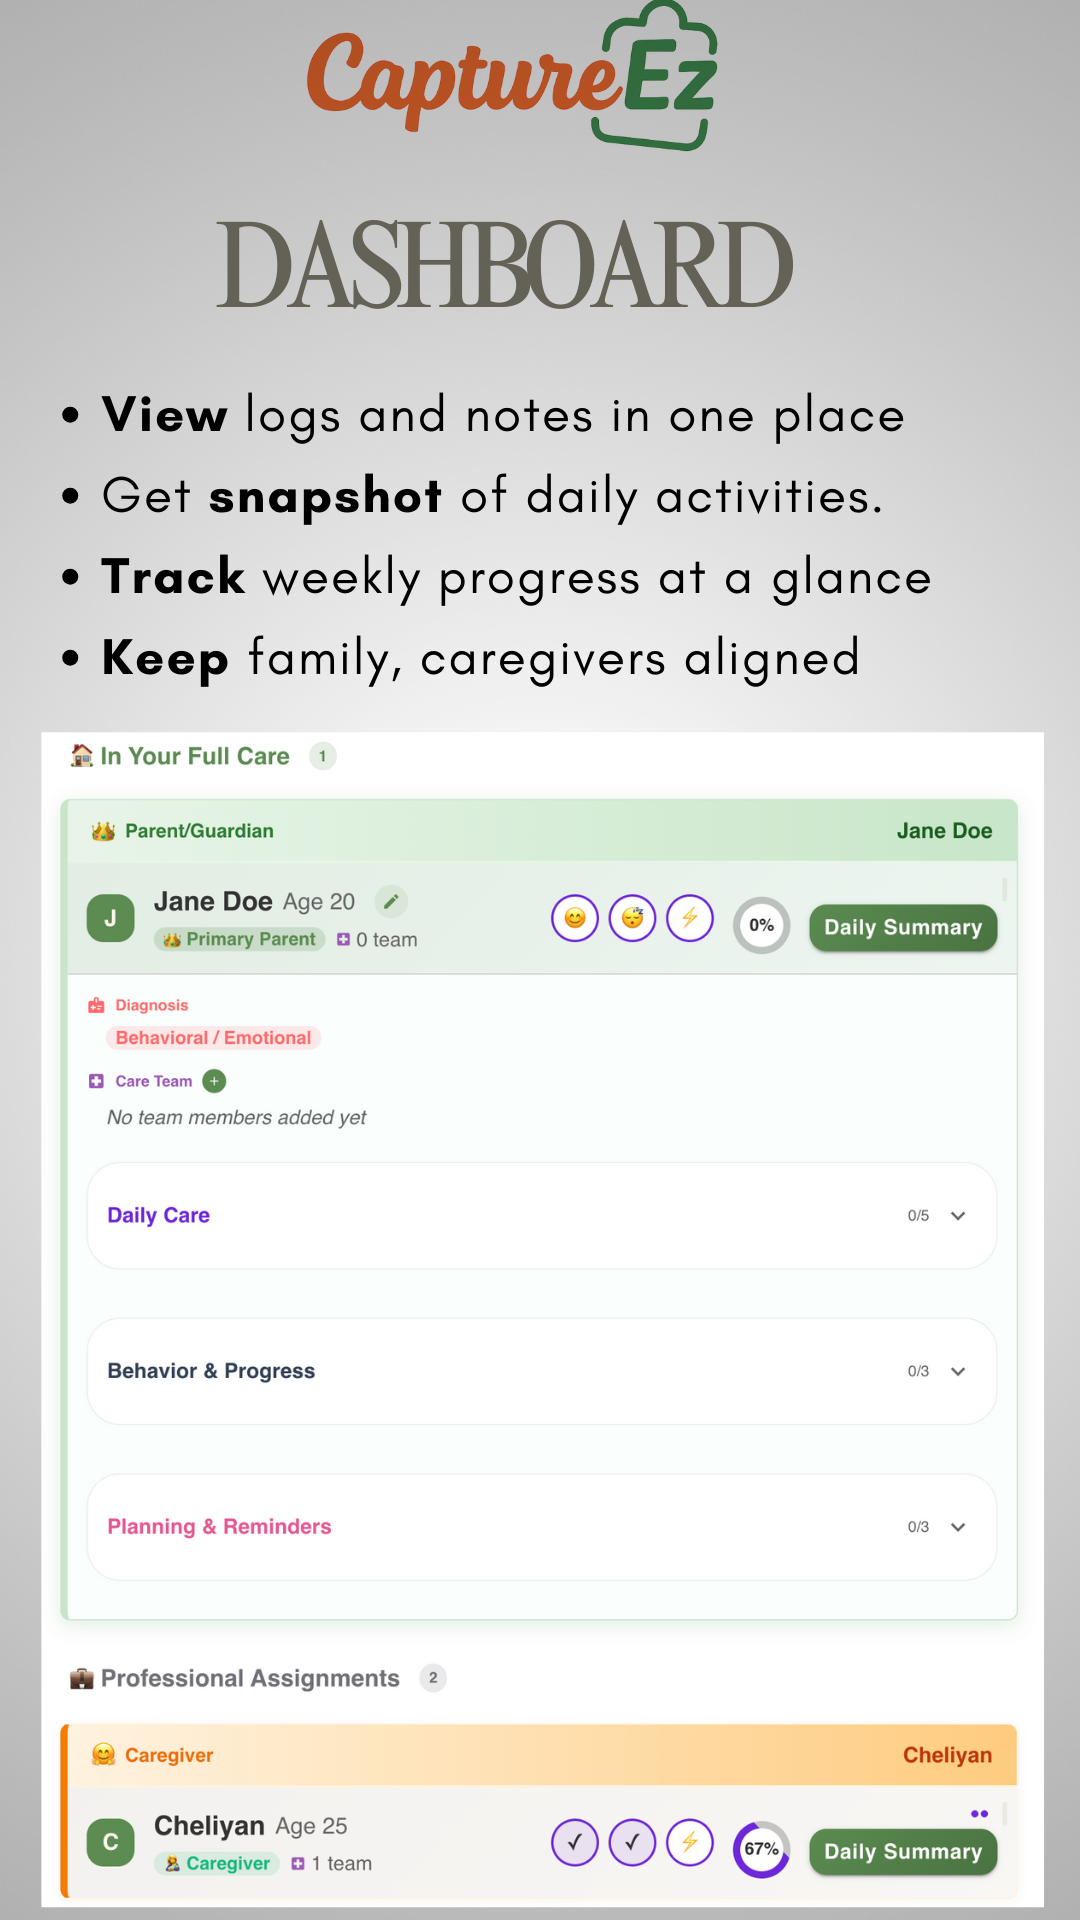 CaptureEz
DASHBOARD
• View logs and notes in one place
• Get snapshot of daily activities.
• Track weekly progress at a glance
• Keep family, caregivers aligned
In Your Full Care 1
Parent/Guardian Jane Doe
J
Jane Doe Age 20
Primary Parent 0 team
0%
Daily Summary
Diagnosis
Behavioral / Emotional
Care Team +
No team members added yet
Daily Care 0/5
Behavior & Progress 0/3
Planning & Reminders 0/3
Professional Assignments 2
Caregiver Cheliyan
C
Cheliyan Age 25
Caregiver 1 team
67%
Daily Summary